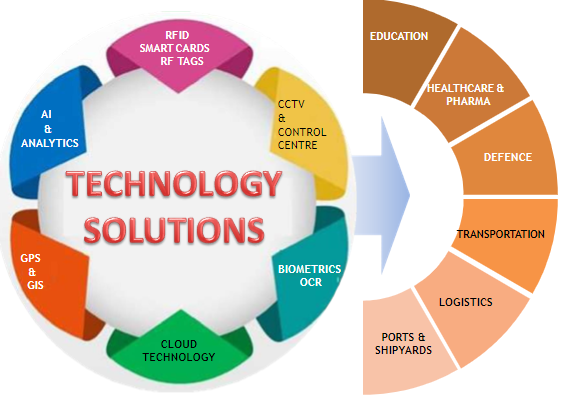 RFID
SMART CARDS
RF TAGS
CCTV
&
CONTROL
CENTRE
AI
&
ANALYTICS
TECHNOLOGY
SOLUTIONS
GPS
&
GIS
BIOMETRICS
OCR
CLOUD
TECHNOLOGY
EDUCATION
HEALTHCARE &
PHARMA
DEFENCE
TRANSPORTATION
LOGISTICS
PORTS &
SHIPYARDS